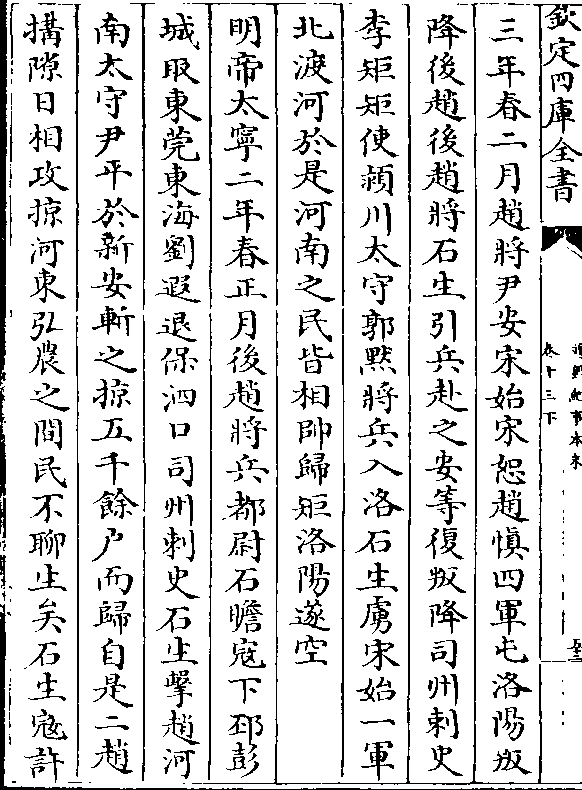 欽定四庫全書
通鑑紀事本末
卷十三下
三年春二月趙將尹安宋始宋恕趙慎四軍屯洛陽叛
降後趙後趙將石生引兵赴之安等復叛降司州刺史
李矩矩使潁川太守郭黙將兵入洛石生虜宋始一軍
北渡河於是河南之民皆相帥歸矩洛陽遂空
明帝太寧二年春正月後趙將兵都尉石瞻寇下邳彭
城取東莞東海劉遐退保泗口司州刺史石生擊趙河
南太守尹平於新安斬之掠五千餘户而歸自是二趙
搆隙日相攻掠河東弘農之間民不聊生矣石生寇許